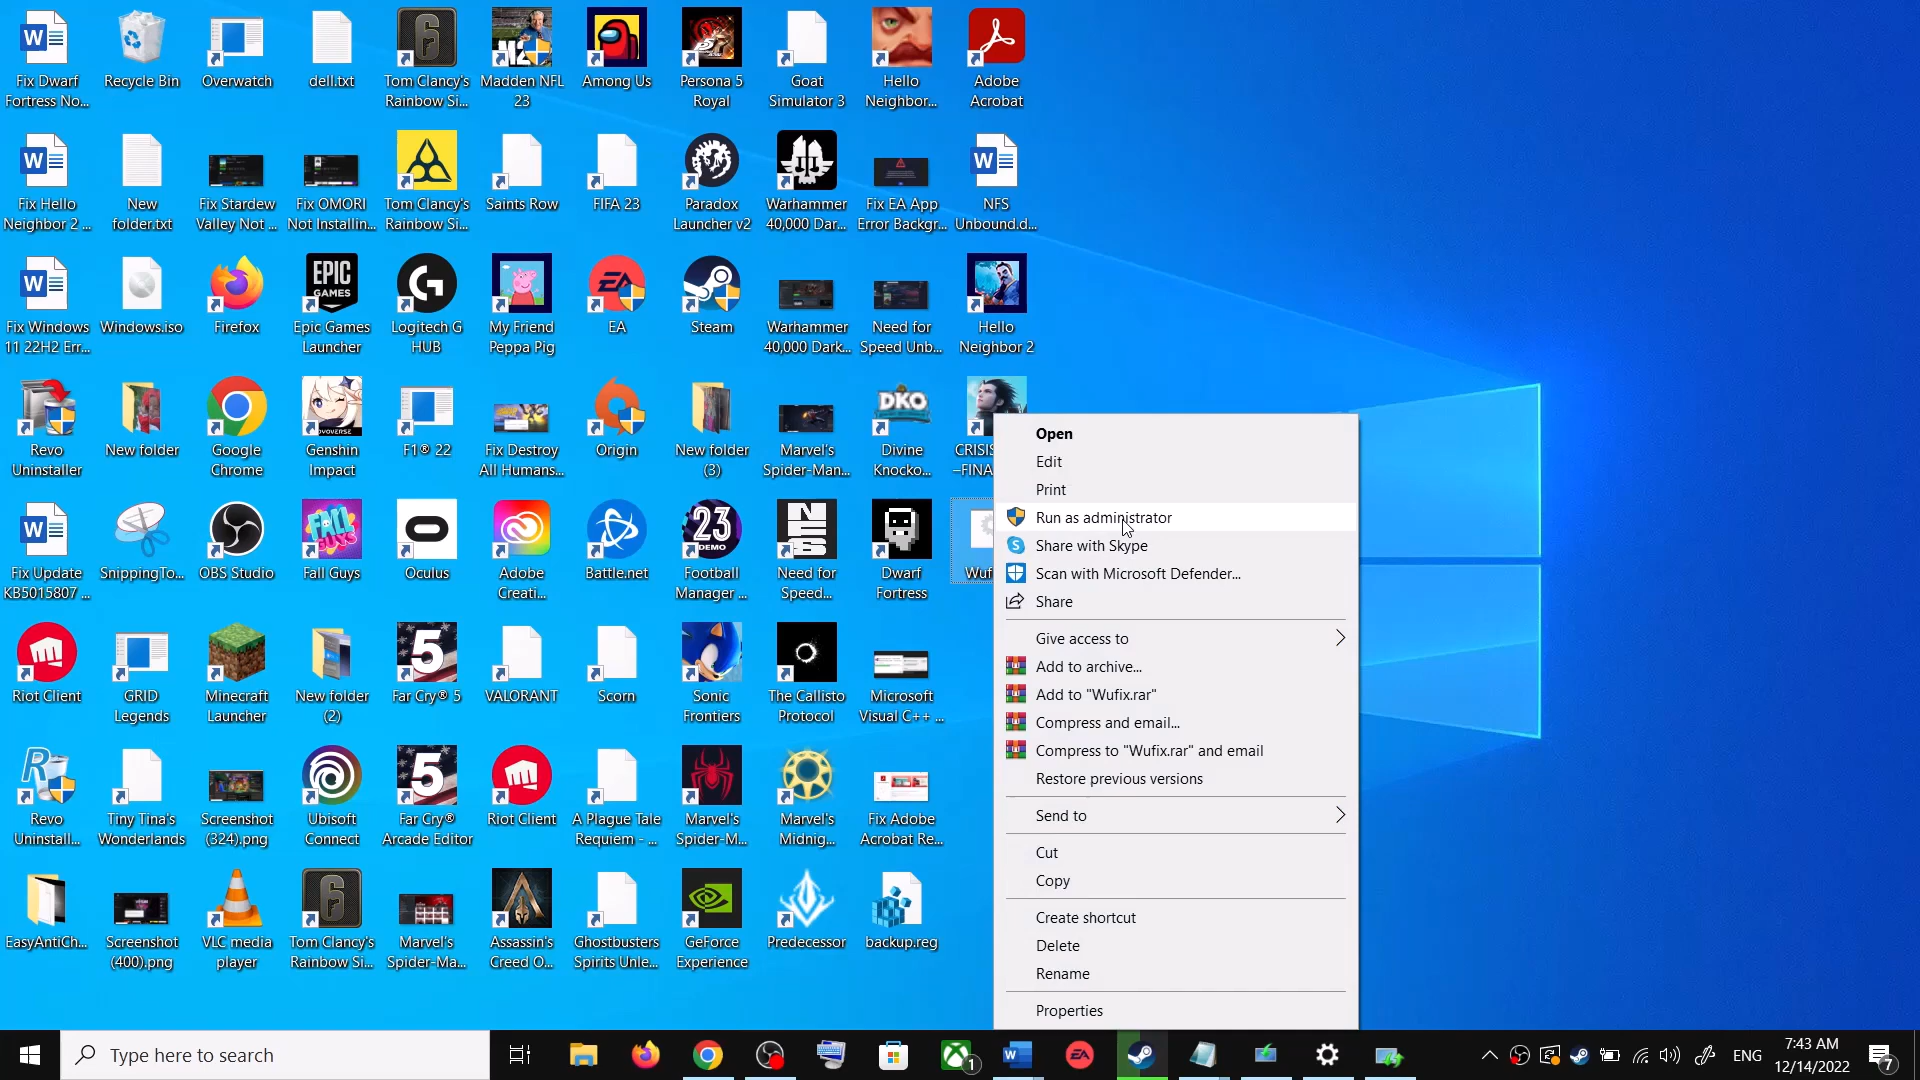 Fix Dwarf
Fortress No...
Recycle Bin
Overwatch
dell.txt
Tom Clancy's
Rainbow Si...
Madden NFL
23
Among Us
Persona 5
Royal
Goat
Simulator 3
Hello
Neighbor...
Adobe
Acrobat
Fix Hello
Neighbor 2 ...
New
folder.txt
Fix Stardew
Valley Not ...
Fix OMORI
Not Installin...
Tom Clancy's
Rainbow Si...
Saints Row
FIFA 23
Paradox
Launcher v2
Warhammer
40,000 Dar...
Fix EA App
Error Backgr...
NFS
Unbound.d...
Fix Windows
11 22H2 Err...
Windows.iso
Firefox
EPIC
GAMES
Epic Games
Launcher
Logitech G
HUB
My Friend
Peppa Pig
EA
Steam
Warhammer
40,000 Dark...
Need for
Speed Unb...
Hello
Neighbor 2
Revo
Uninstaller
New folder
Google
Chrome
Genshin
Impact
F1® 22
Fix Destroy
All Humans...
Origin
New folder
(3)
Marvel's
Spider-Man...
DKO
Divine
Knocko...
CRISIS
–FINA
Fix Update
KB5015807 ...
SnippingTo...
OBS Studio
Fall Guys
Oculus
Adobe
Creati...
Battle.net
23
DEMO
Football
Manager ...
Need for
Speed...
Dwarf
Fortress
Wuf
Riot Client
GRID
Legends
Minecraft
Launcher
New folder
(2)
5
Far Cry® 5
VALORANT
Scorn
Sonic
Frontiers
The Callisto
Protocol
Microsoft
Visual C++ ...
Revo
Uninstall...
Tiny Tina's
Wonderlands
Screenshot
(324).png
Ubisoft
Connect
5
Far Cry®
Arcade Editor
Riot Client
A Plague Tale
Requiem - ...
Marvel's
Spider-M...
Marvel's
Midnig...
Fix Adobe
Acrobat Re...
EasyAntiCh...
Screenshot
(400).png
VLC media
player
Tom Clancy's
Rainbow Si...
Marvel's
Spider-Ma...
Assassin's
Creed O...
Ghostbusters
Spirits Unle...
GeForce
Experience
Predecessor
backup.reg
Open
Edit
Print
Run as administrator
Share with Skype
Scan with Microsoft Defender...
Share
Give access to
Add to archive...
Add to "Wufix.rar"
Compress and email...
Compress to "Wufix.rar" and email
Restore previous versions
Send to
Cut
Copy
Create shortcut
Delete
Rename
Properties
Type here to search
1
EA
ENG
7:43 AM
12/14/2022
7